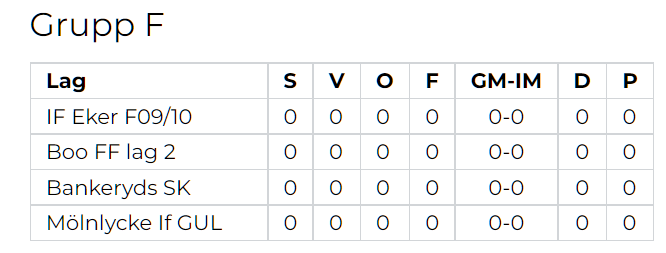 Grupp F
Lag S V O F GM-IM D P
IF Eker F09/10 0 0 0 0 0-0 0 0
Boo FF lag 2 0 0 0 0 0-0 0 0
Bankeryds SK 0 0 0 0 0-0 0 0
Mölnlycke If GUL 0 0 0 0 0-0 0 0